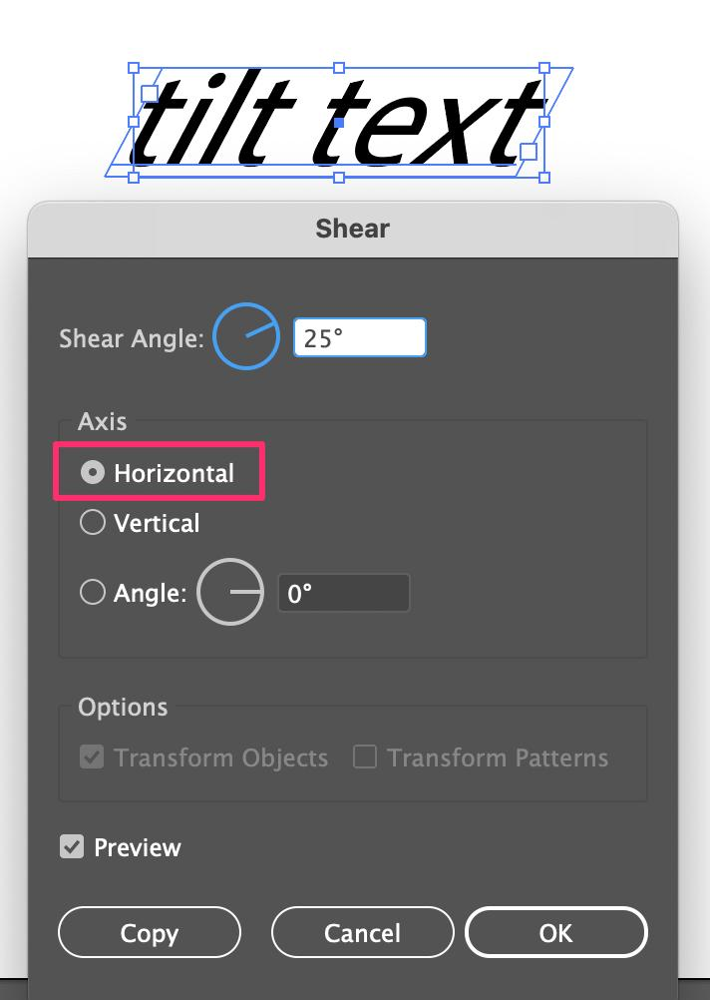 tilt text
Shear
Shear Angle: 25°
Axis
Horizontal
Vertical
Angle: 0°
Options
Transform Objects Transform Patterns
Preview
Copy Cancel OK